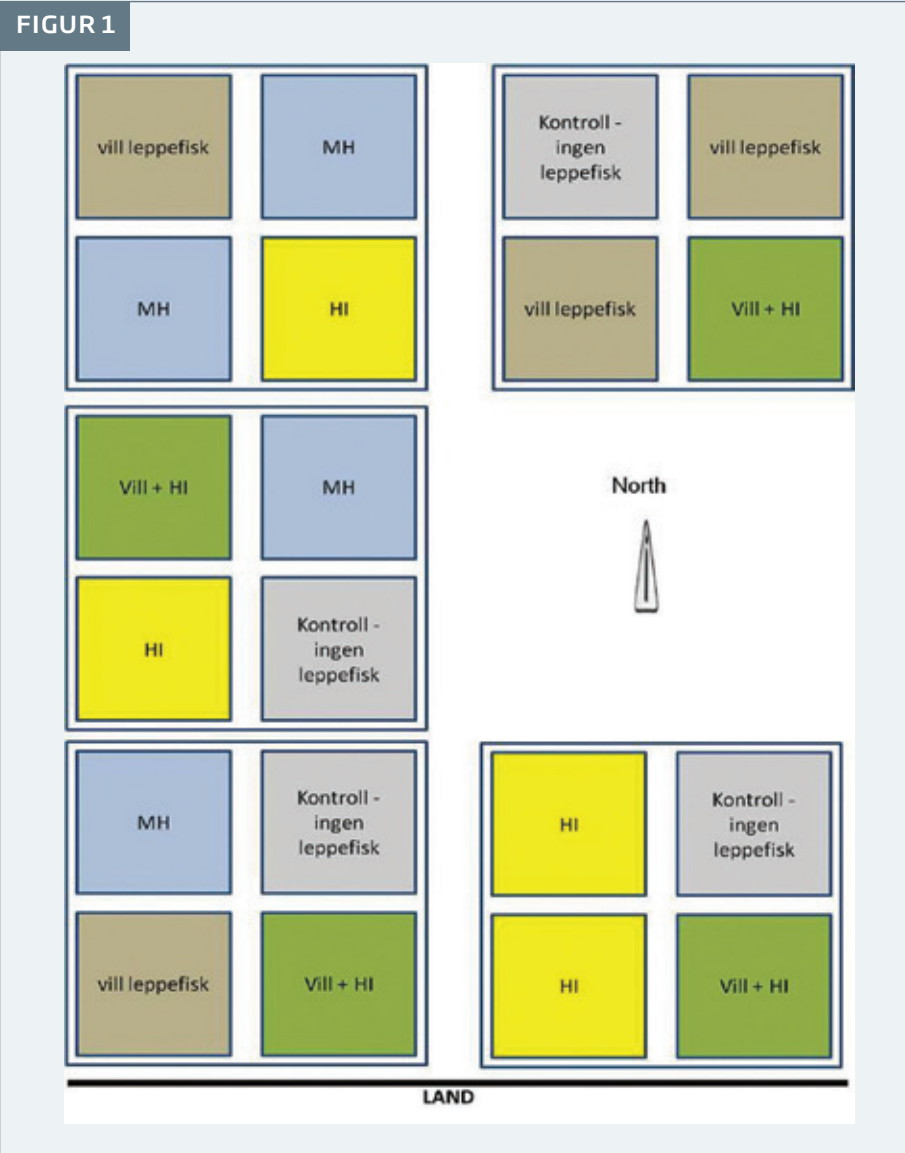 FIGUR 1
vill leppefisk
MH
MH
HI
Kontroll -
ingen
leppefisk
vill leppefisk
vill leppefisk
Vill + HI
Vill + HI
MH
HI
Kontroll -
ingen
leppefisk
North
MH
Kontroll -
ingen
leppefisk
vill leppefisk
Vill + HI
HI
Kontroll -
ingen
leppefisk
HI
Vill + HI
LAND